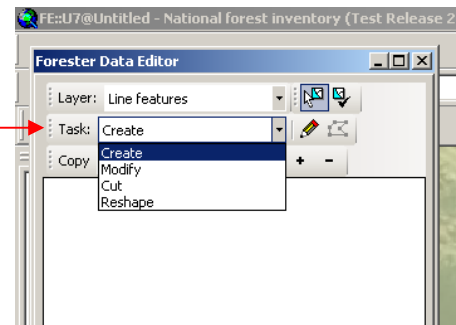 FE::U7@Untitled - National forest inventory (Test Release 2
Forester Data Editor
Layer: Line features
Task: Create
Copy + -
Create
Modify
Cut
Reshape